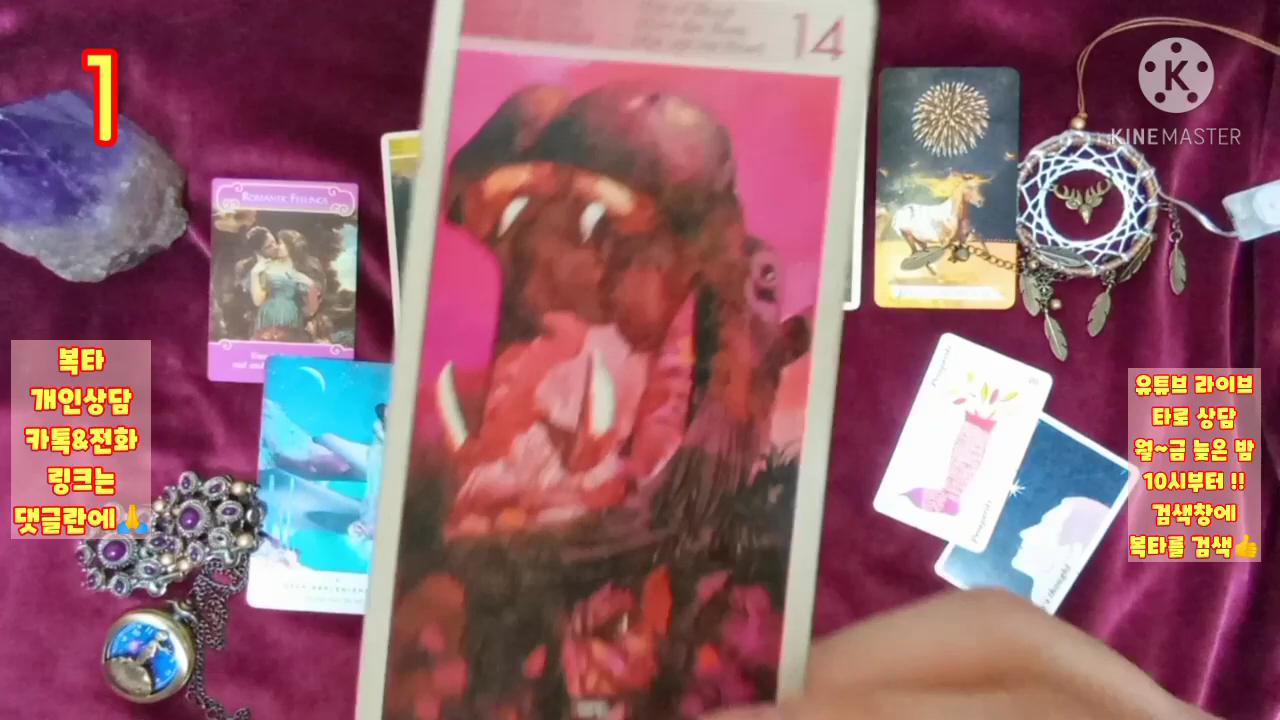 1
14
K
KINEMASTER
ROMANTIC FEELINGS
복타
개인상담
카톡&전화
링크는
댓글란에🙏
유튜브 라이브
타로 상담
월~금 늦은 밤
10시부터 !!
검색창에
복타를 검색👍
Prosperity
Prosperity